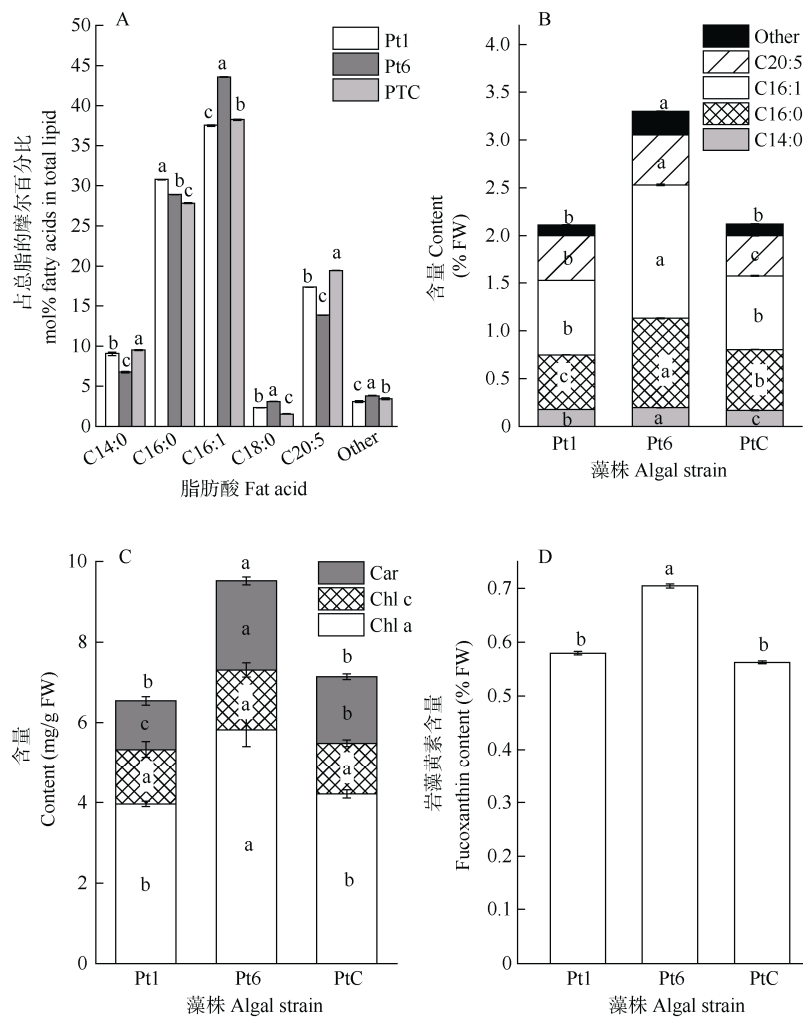 A
50
45
40
35
30
25
20
15
10
5
0
占总脂的摩尔百分比
mol% fatty acids in total lipid
Pt1
Pt6
PTC
b c a
a b c
c a b
b a c
b c a
c a b
C14:0 C16:0 C16:1 C18:0 C20:5 Other
脂肪酸 Fat acid
B
4.0
3.5
3.0
2.5
2.0
1.5
1.0
0.5
0
含量 Content
(% FW)
Other
C20:5
C16:1
C16:0
C14:0
b
b
b
c
b
a
a
a
a
a
b
c
b
b
c
Pt1 Pt6 PtC
藻株 Algal strain
C
10
8
6
4
2
0
含量
Content (mg/g FW)
Car
Chl c
Chl a
b
c
a
b
a
a
a
a
b
b
a
b
Pt1 Pt6 PtC
藻株 Algal strain
D
0.7
0.6
0.5
0.4
0.3
0.2
0.1
0
岩藻黄素含量
Fucoxanthin content (% FW)
b
a
b
Pt1 Pt6 PtC
藻株 Algal strain